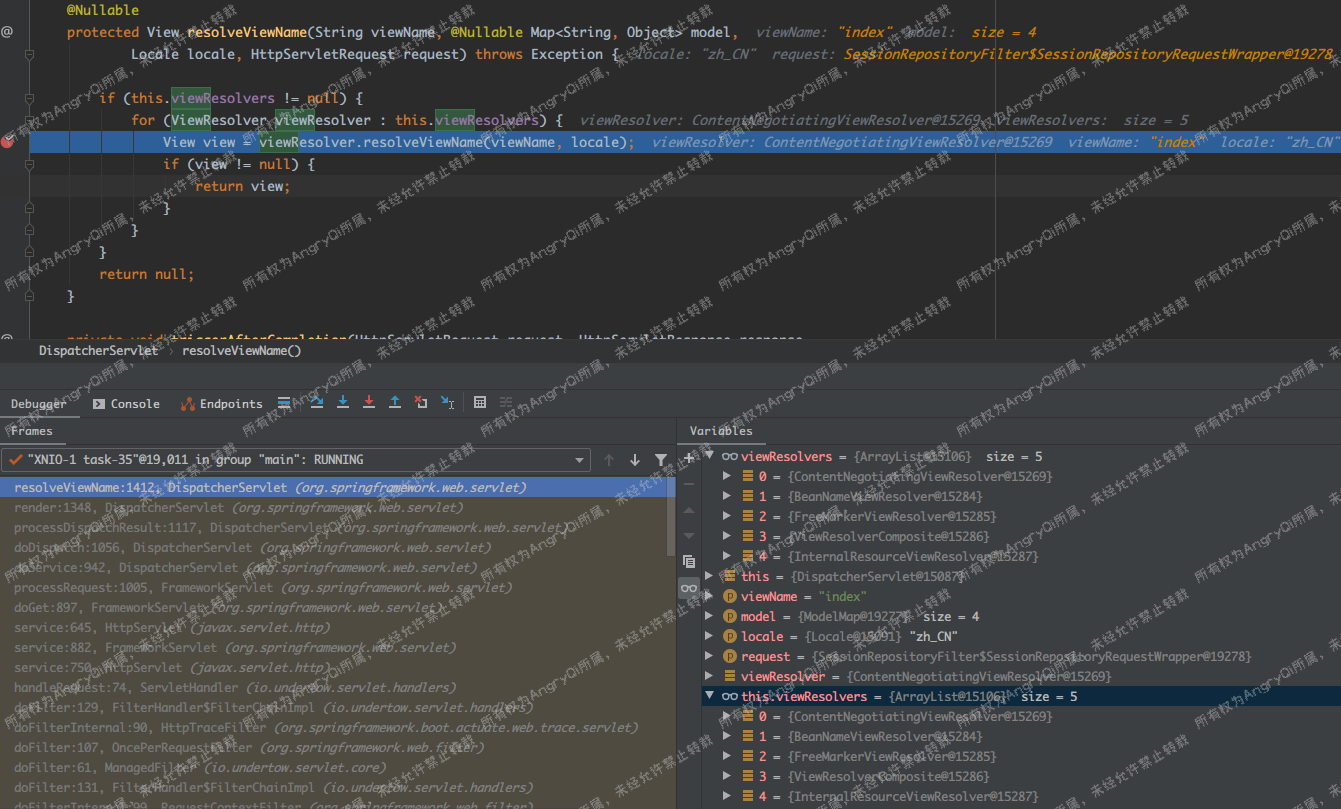 @Nullable
protected View resolveViewName(String viewName, @Nullable Map<String, Object> model, viewName: "index" model: size = 4
Locale locale, HttpServletRequest request) throws Exception { locale: "zh_CN" request: SessionRepositoryFilter$SessionRepositoryRequestWrapper@19278
if (this.viewResolvers != null) {
for (ViewResolver viewResolver : this.viewResolvers) { viewResolver: ContentNegotiatingViewResolver@15269 viewResolvers: size = 5
View view = viewResolver.resolveViewName(viewName, locale); viewResolver: ContentNegotiatingViewResolver@15269 viewName: "index" locale: "zh_CN"
if (view != null) {
return view;
}
}
}
return null;
}
private void triggerAfterCompletion(HttpServletRequest request, HttpServletResponse response
DispatcherServlet › resolveViewName()
Debugger Console Endpoints
Frames
Variables
"XNIO-1 task-35"@19,011 in group "main": RUNNING
resolveViewName:1412, DispatcherServlet (org.springframework.web.servlet)
render:1348, DispatcherServlet (org.springframework.web.servlet)
processDispatchResult:1117, DispatcherServlet (org.springframework.web.servlet)
doDispatch:1056, DispatcherServlet (org.springframework.web.servlet)
doService:942, DispatcherServlet (org.springframework.web.servlet)
processRequest:1005, FrameworkServlet (org.springframework.web.servlet)
doGet:897, FrameworkServlet (org.springframework.web.servlet)
service:645, HttpServlet (javax.servlet.http)
service:882, FrameworkServlet (org.springframework.web.servlet)
service:750, HttpServlet (javax.servlet.http)
handleRequest:74, ServletHandler (io.undertow.servlet.handlers)
doFilter:129, FilterHandler$FilterChainImpl (io.undertow.servlet.handlers)
doFilterInternal:90, HttpTraceFilter (org.springframework.boot.actuate.web.trace.servlet)
doFilter:107, OncePerRequestFilter (org.springframework.web.filter)
doFilter:61, ManagedFilter (io.undertow.servlet.core)
doFilter:131, FilterHandler$FilterChainImpl (io.undertow.servlet.handlers)
doFilterInternal:99, RequestContextFilter (org.springframework.web.filter)
viewResolvers = {ArrayList@15106} size = 5
0 = {ContentNegotiatingViewResolver@15269}
1 = {BeanNameViewResolver@15284}
2 = {FreeMarkerViewResolver@15285}
3 = {ViewResolverComposite@15286}
4 = {InternalResourceViewResolver@15287}
this = {DispatcherServlet@15087}
viewName = "index"
model = {ModelMap@19277} size = 4
locale = {Locale@15091} "zh_CN"
request = {SessionRepositoryFilter$SessionRepositoryRequestWrapper@19278}
viewResolver = {ContentNegotiatingViewResolver@15269}
this.viewResolvers = {ArrayList@15106} size = 5
0 = {ContentNegotiatingViewResolver@15269}
1 = {BeanNameViewResolver@15284}
2 = {FreeMarkerViewResolver@15285}
3 = {ViewResolverComposite@15286}
4 = {InternalResourceViewResolver@15287}
所有权为AngryQi所属，未经允许禁止转载